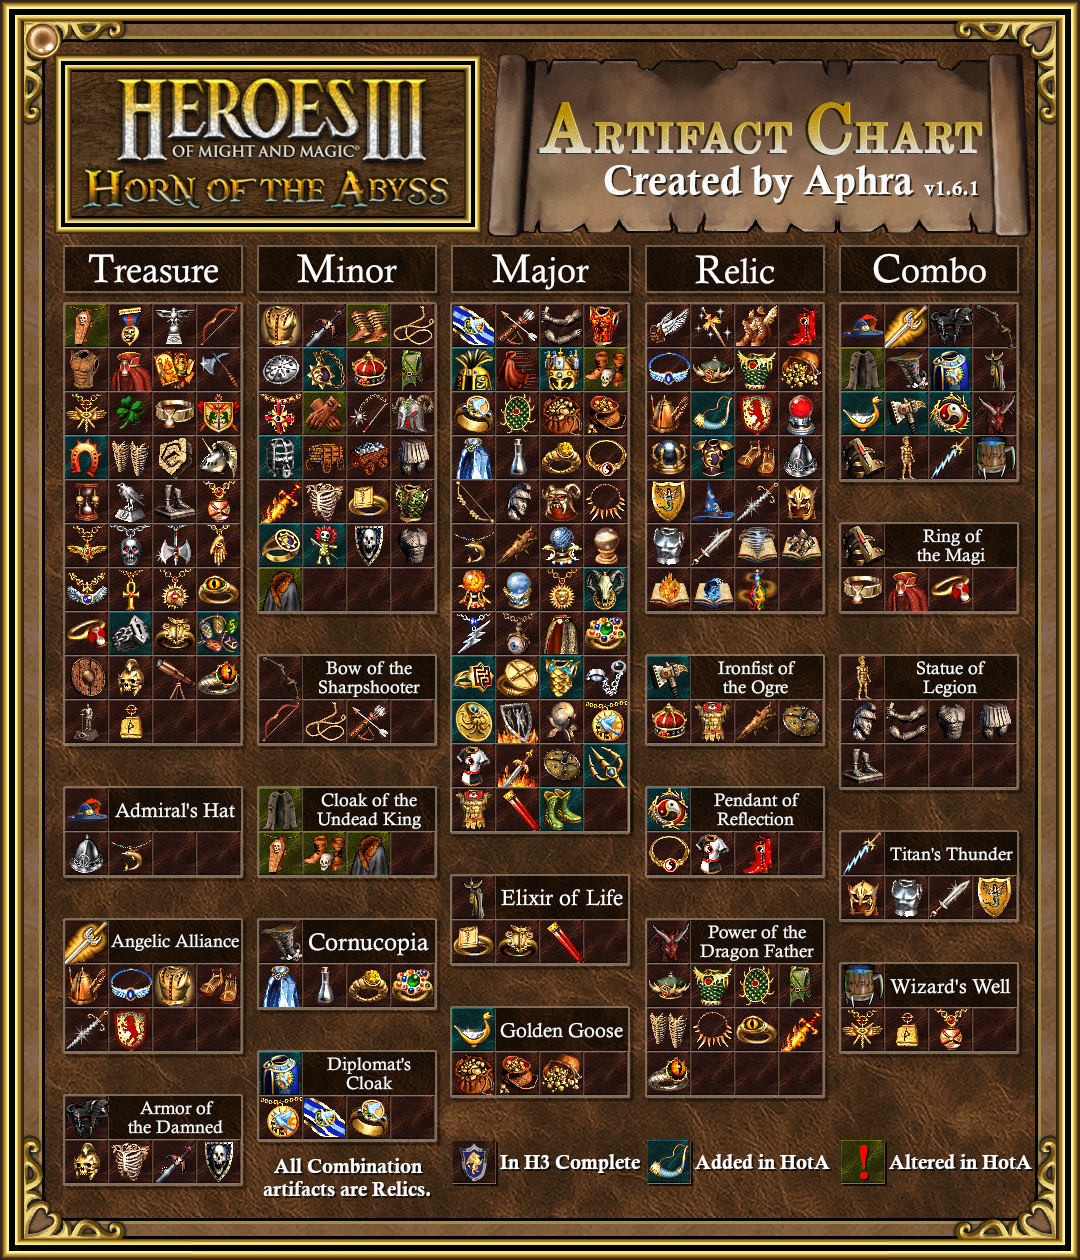 HEROES III
OF MIGHT AND MAGIC®
HORN OF THE ABYSS
ARTIFACT CHART
Created by Aphra v1.6.1
Treasure
Minor
Major
Relic
Combo
Ring of
the Magi
Bow of the
Sharpshooter
Ironfist of
the Ogre
Statue of
Legion
Admiral's Hat
Cloak of the
Undead King
Pendant of
Reflection
Titan's Thunder
Elixir of Life
Angelic Alliance
Cornucopia
Power of the
Dragon Father
Wizard's Well
Golden Goose
Diplomat's
Cloak
Armor of
the Damned
All Combination
artifacts are Relics.
In H3 Complete
Added in HotA
! Altered in HotA